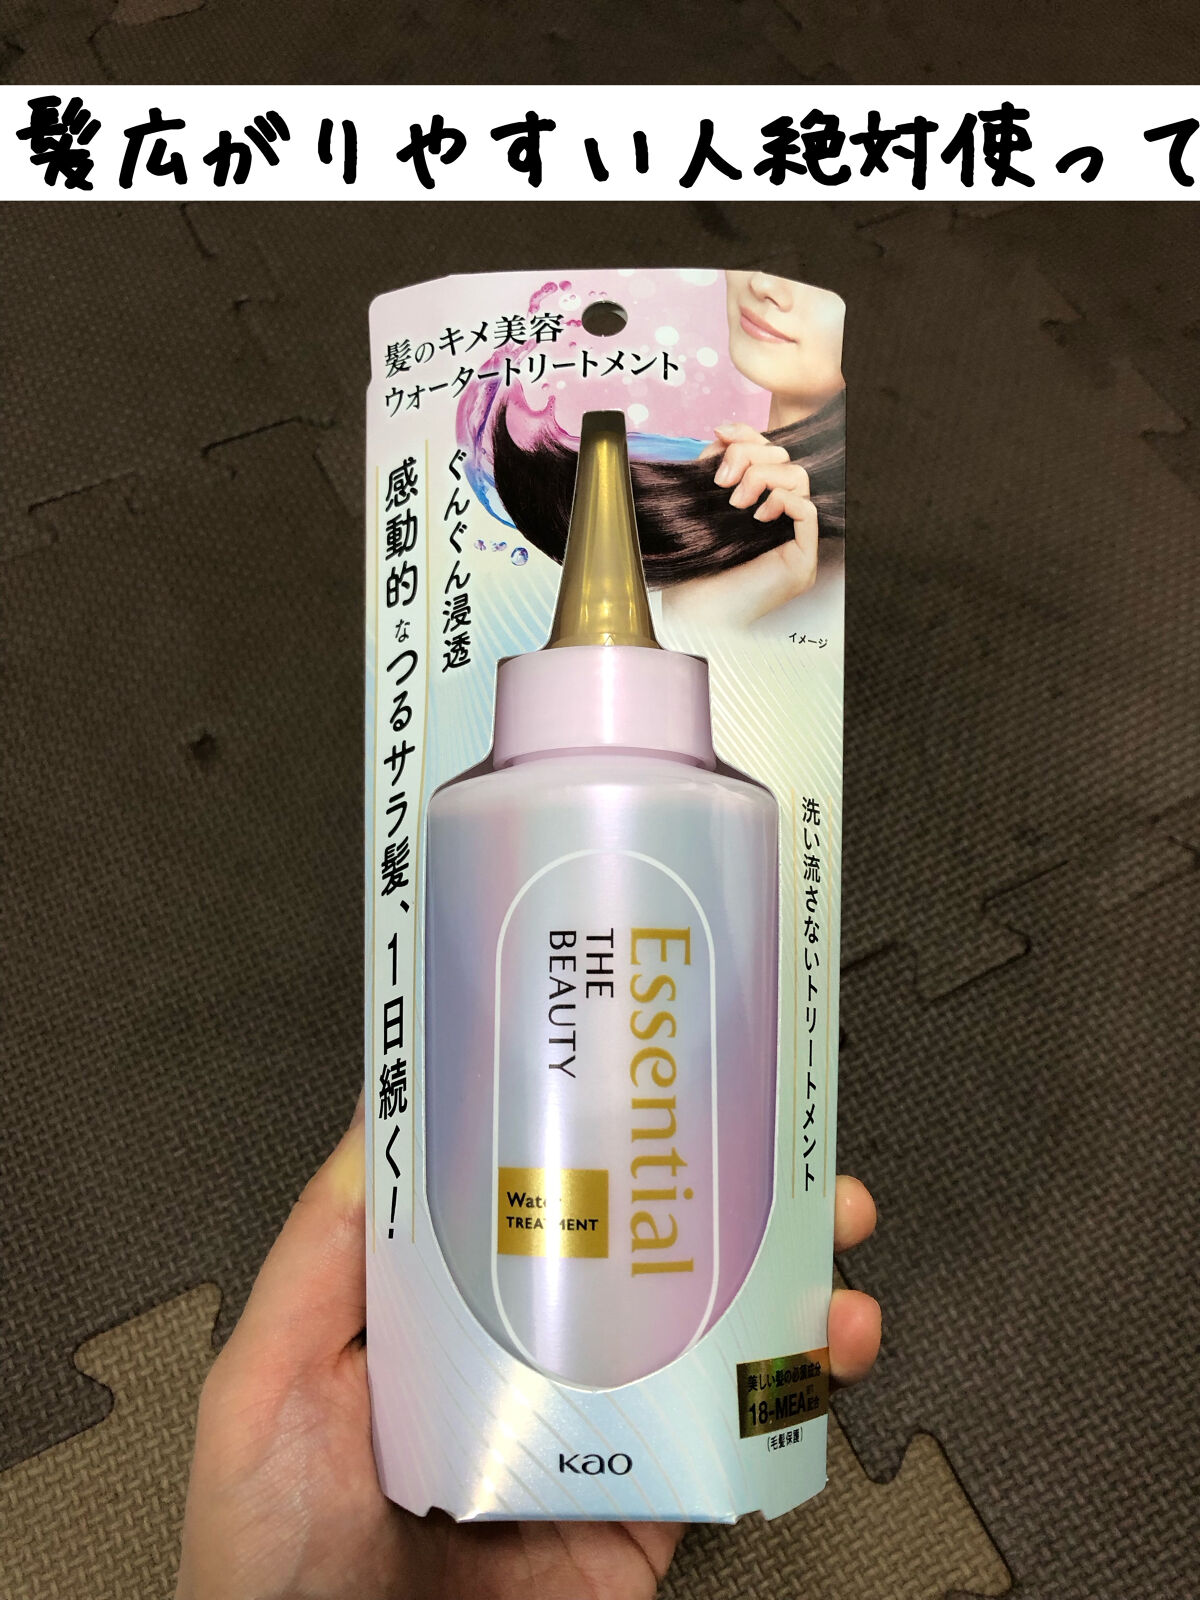 髪広がりやすい人絶対使って
髪のキメ美容
ウォータートリートメント
ぐんぐん浸透
感動的なつるサラ髪、1日続く!
イメージ
洗い流さないトリートメント
Essential
THE
BEAUTY
Water
TREATMENT
美しい髪の必須成分
18-MEA
配合
(毛髪保護)
Kao